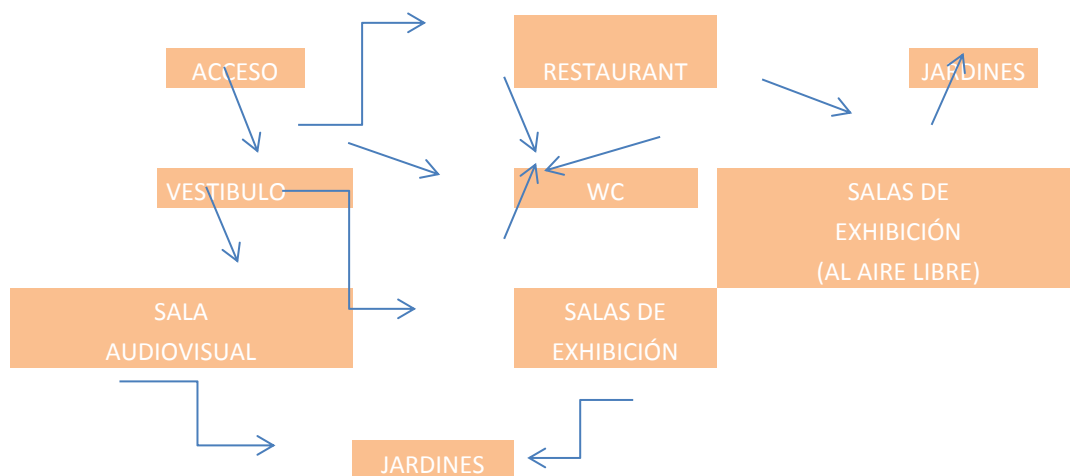 ACCESO
RESTAURANT
JARDINES
VESTIBULO
WC
SALAS DE
EXHIBICIÓN
(AL AIRE LIBRE)
SALA
AUDIOVISUAL
SALAS DE
EXHIBICIÓN
JARDINES